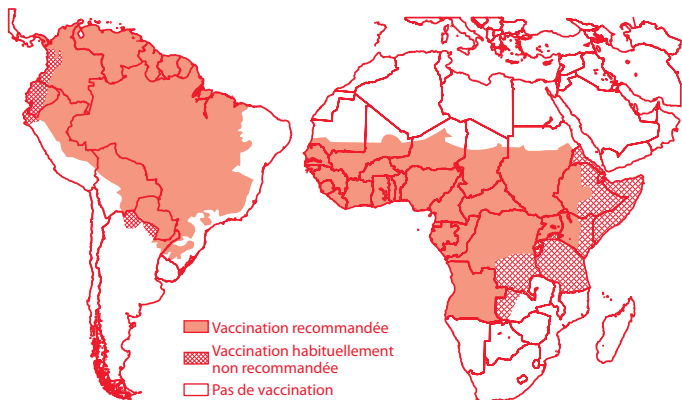 Vaccination recommandée
Vaccination habituellement
non recommandée
Pas de vaccination